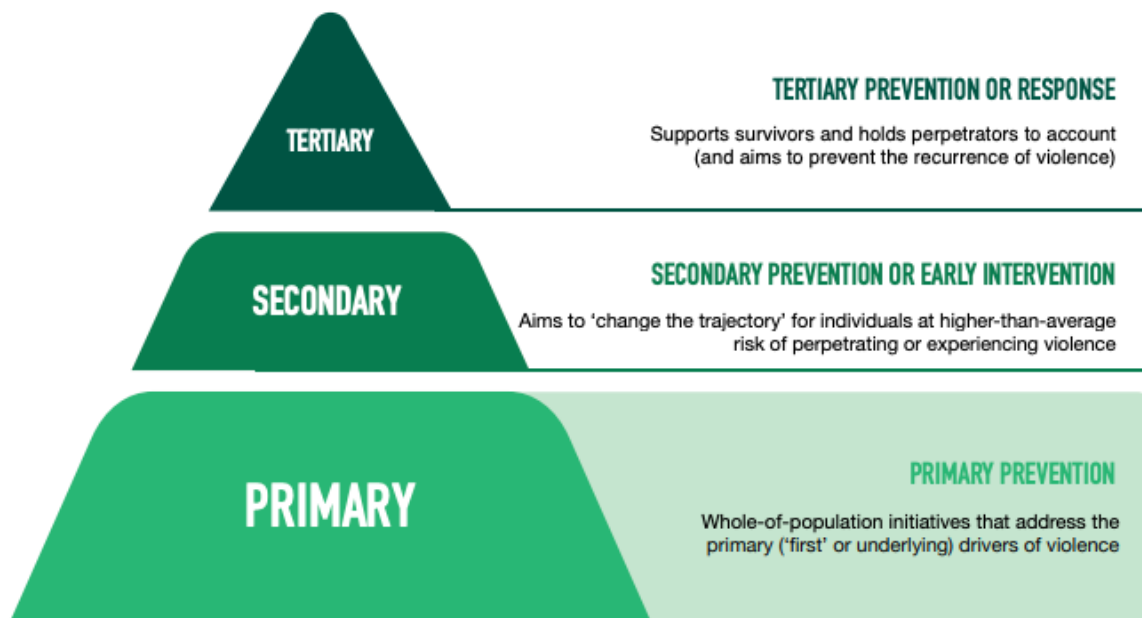 TERTIARY
TERTIARY PREVENTION OR RESPONSE
Supports survivors and holds perpetrators to account
(and aims to prevent the recurrence of violence)
SECONDARY
SECONDARY PREVENTION OR EARLY INTERVENTION
Aims to ‘change the trajectory’ for individuals at higher-than-average
risk of perpetrating or experiencing violence
PRIMARY
PRIMARY PREVENTION
Whole-of-population initiatives that address the
primary (‘first’ or underlying) drivers of violence